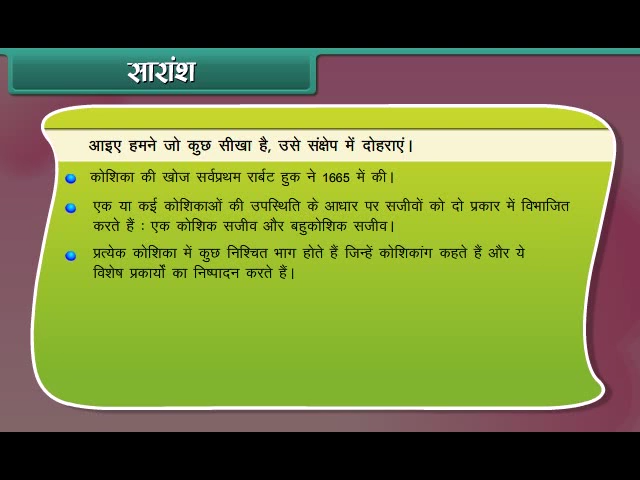 सारांश
आइए हमने जो कुछ सीखा है, उसे संक्षेप में दोहराएं।
कोशिका की खोज सर्वप्रथम रार्बट हुक ने 1665 में की।
एक या कई कोशिकाओं की उपस्थिति के आधार पर सजीवों को दो प्रकार में विभाजित
करते हैं : एक कोशिक सजीव और बहुकोशिक सजीव।
प्रत्येक कोशिका में कुछ निश्चित भाग होते हैं जिन्हें कोशिकांग कहते हैं और ये
विशेष प्रकार्यों का निष्पादन करते हैं।